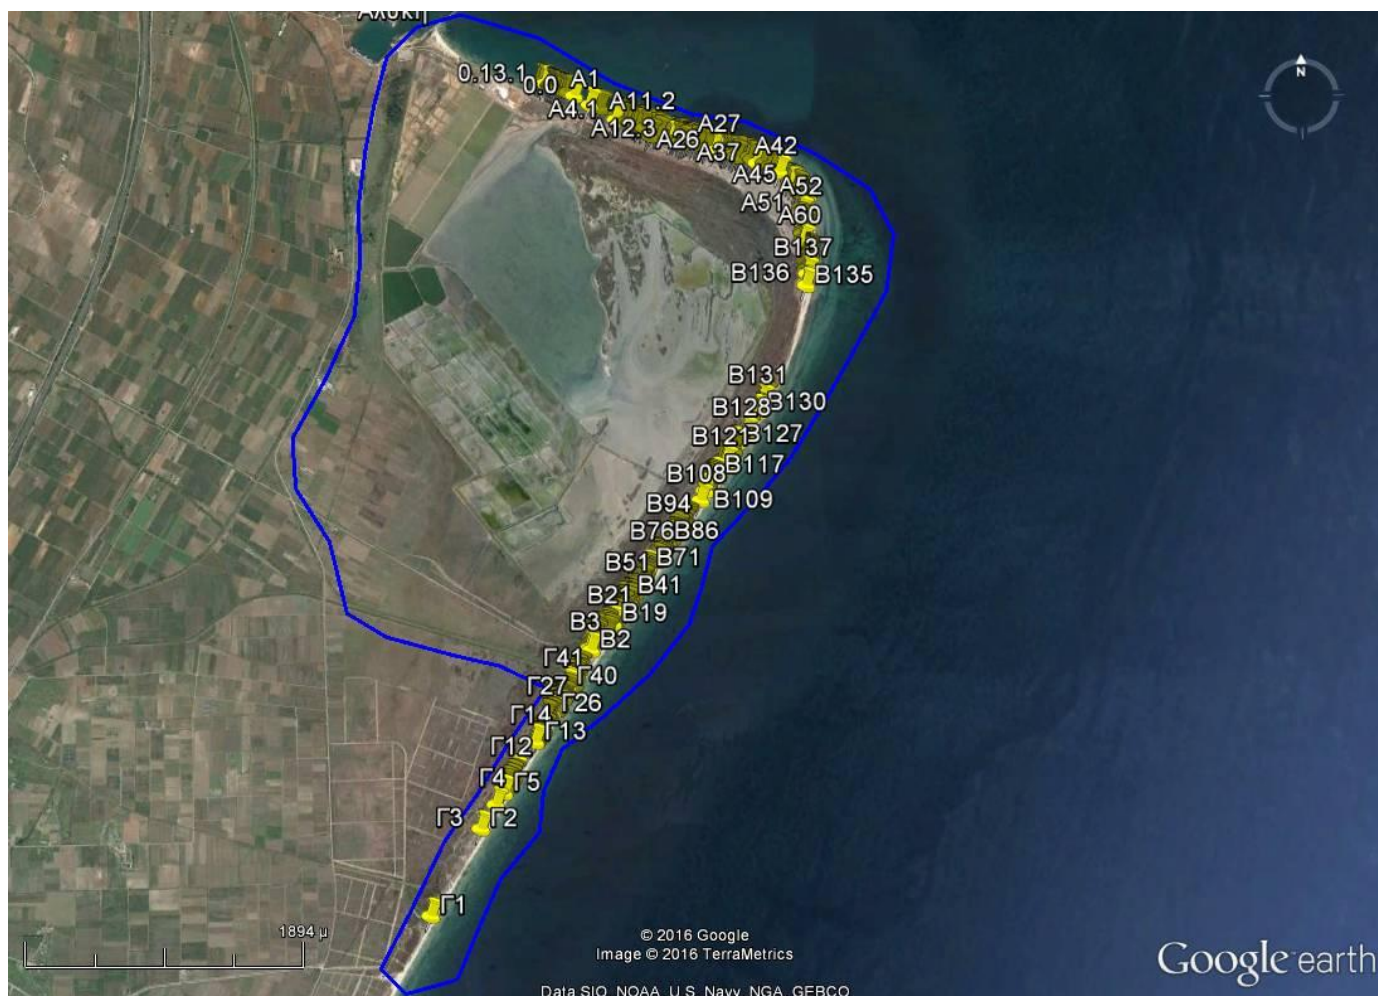 Αλυκή
0.13.1
0.0
A1
A4.1
A11.2
A12.3
A26
A27
A37
A42
A45
A52
A51
A60
B137
B136
B135
B131
B130
B128
B127
B121
B117
B108
B109
B94
B76
B86
B51
B71
B41
B21
B19
B3
B2
Γ41
Γ40
Γ27
Γ26
Γ14
Γ13
Γ12
Γ4
Γ5
Γ3
Γ2
Γ1
N
1894 μ
© 2016 Google
Image © 2016 TerraMetrics
Data SIO, NOAA, U.S. Navy, NGA, GEBCO
Google earth